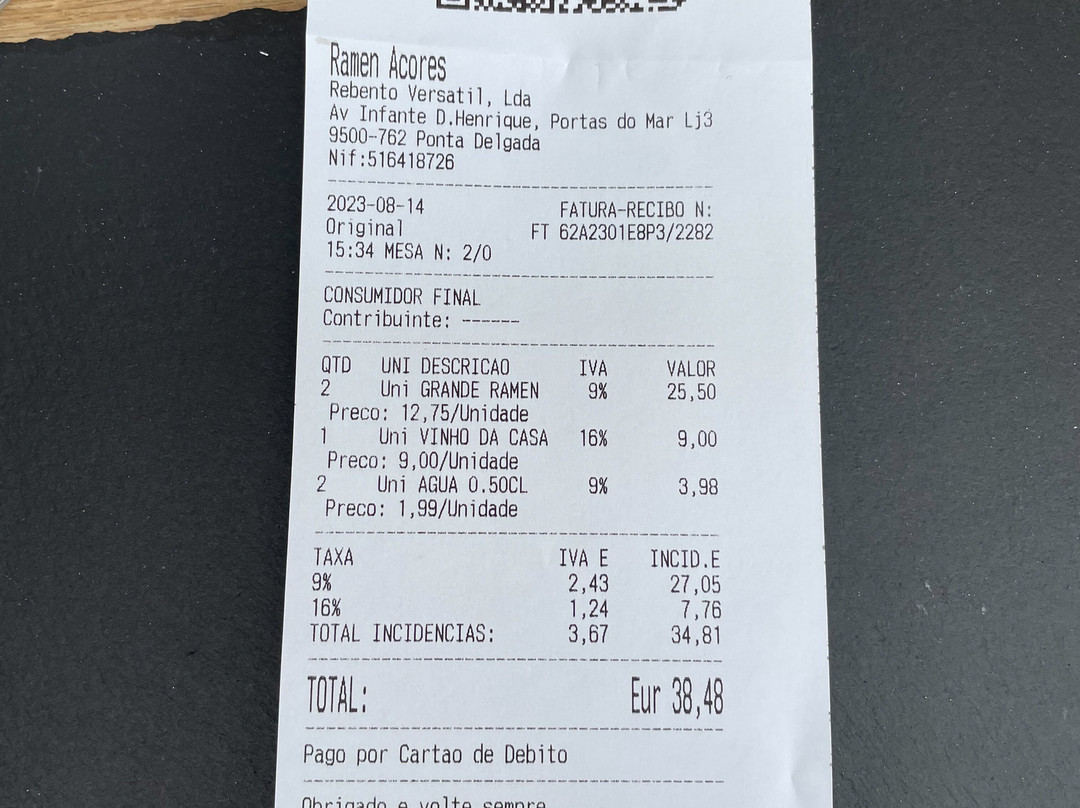 Ramen Acores
Rebento Versatil, Lda
Av Infante D.Henrique, Portas do Mar Lj3
9500-762 Ponta Delgada
Nif:516418726
2023-08-14 FATURA-RECIBO N:
Original FT 62A2301E8P3/2282
15:34 MESA N: 2/0
CONSUMIDOR FINAL
Contribuinte: ------
QTD UNI DESCRICAO IVA VALOR
2 Uni GRANDE RAMEN 9% 25,50
Preco: 12,75/Unidade
1 Uni VINHO DA CASA 16% 9,00
Preco: 9,00/Unidade
2 Uni AGUA 0.50CL 9% 3,98
Preco: 1,99/Unidade
TAXA IVA E INCID.E
9% 2,43 27,05
16% 1,24 7,76
TOTAL INCIDENCIAS: 3,67 34,81
TOTAL: Eur 38,48
Pago por Cartao de Debito
Obrigado e volte sempre